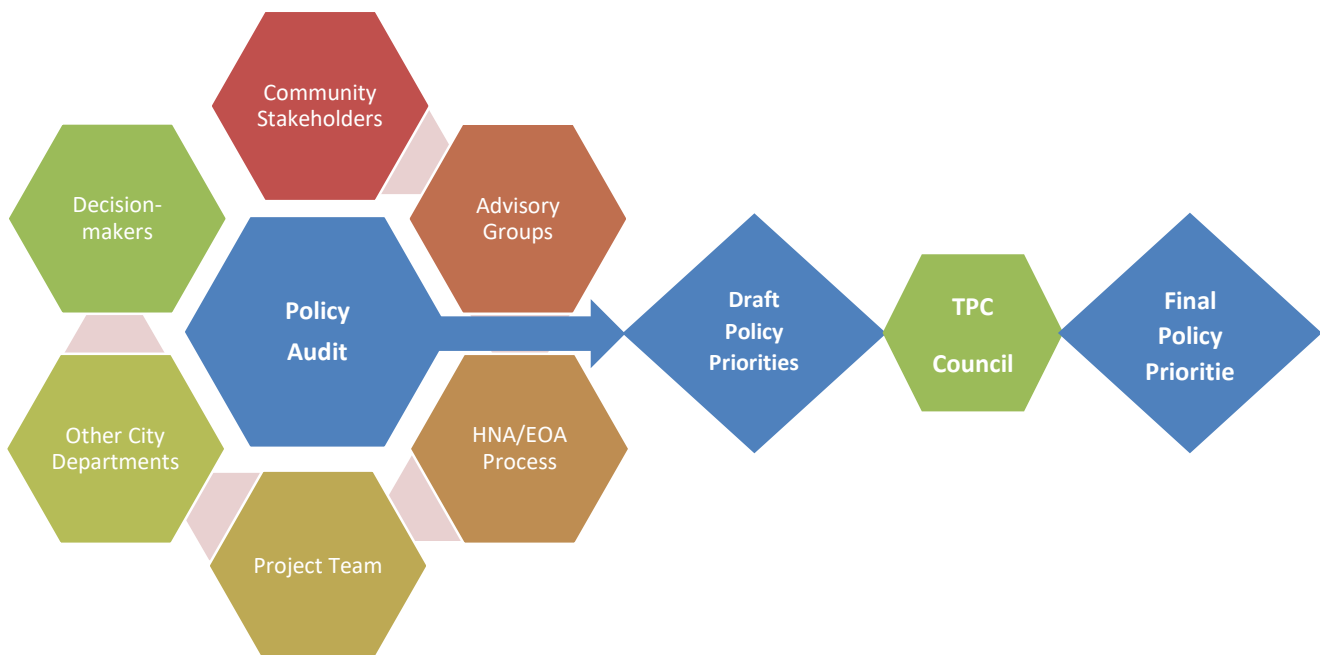 Community
Stakeholders
Decision-
makers
Advisory
Groups
Policy
Audit
Draft
Policy
Priorities
TPC
Council
Final
Policy
Prioritie
Other City
Departments
HNA/EOA
Process
Project Team